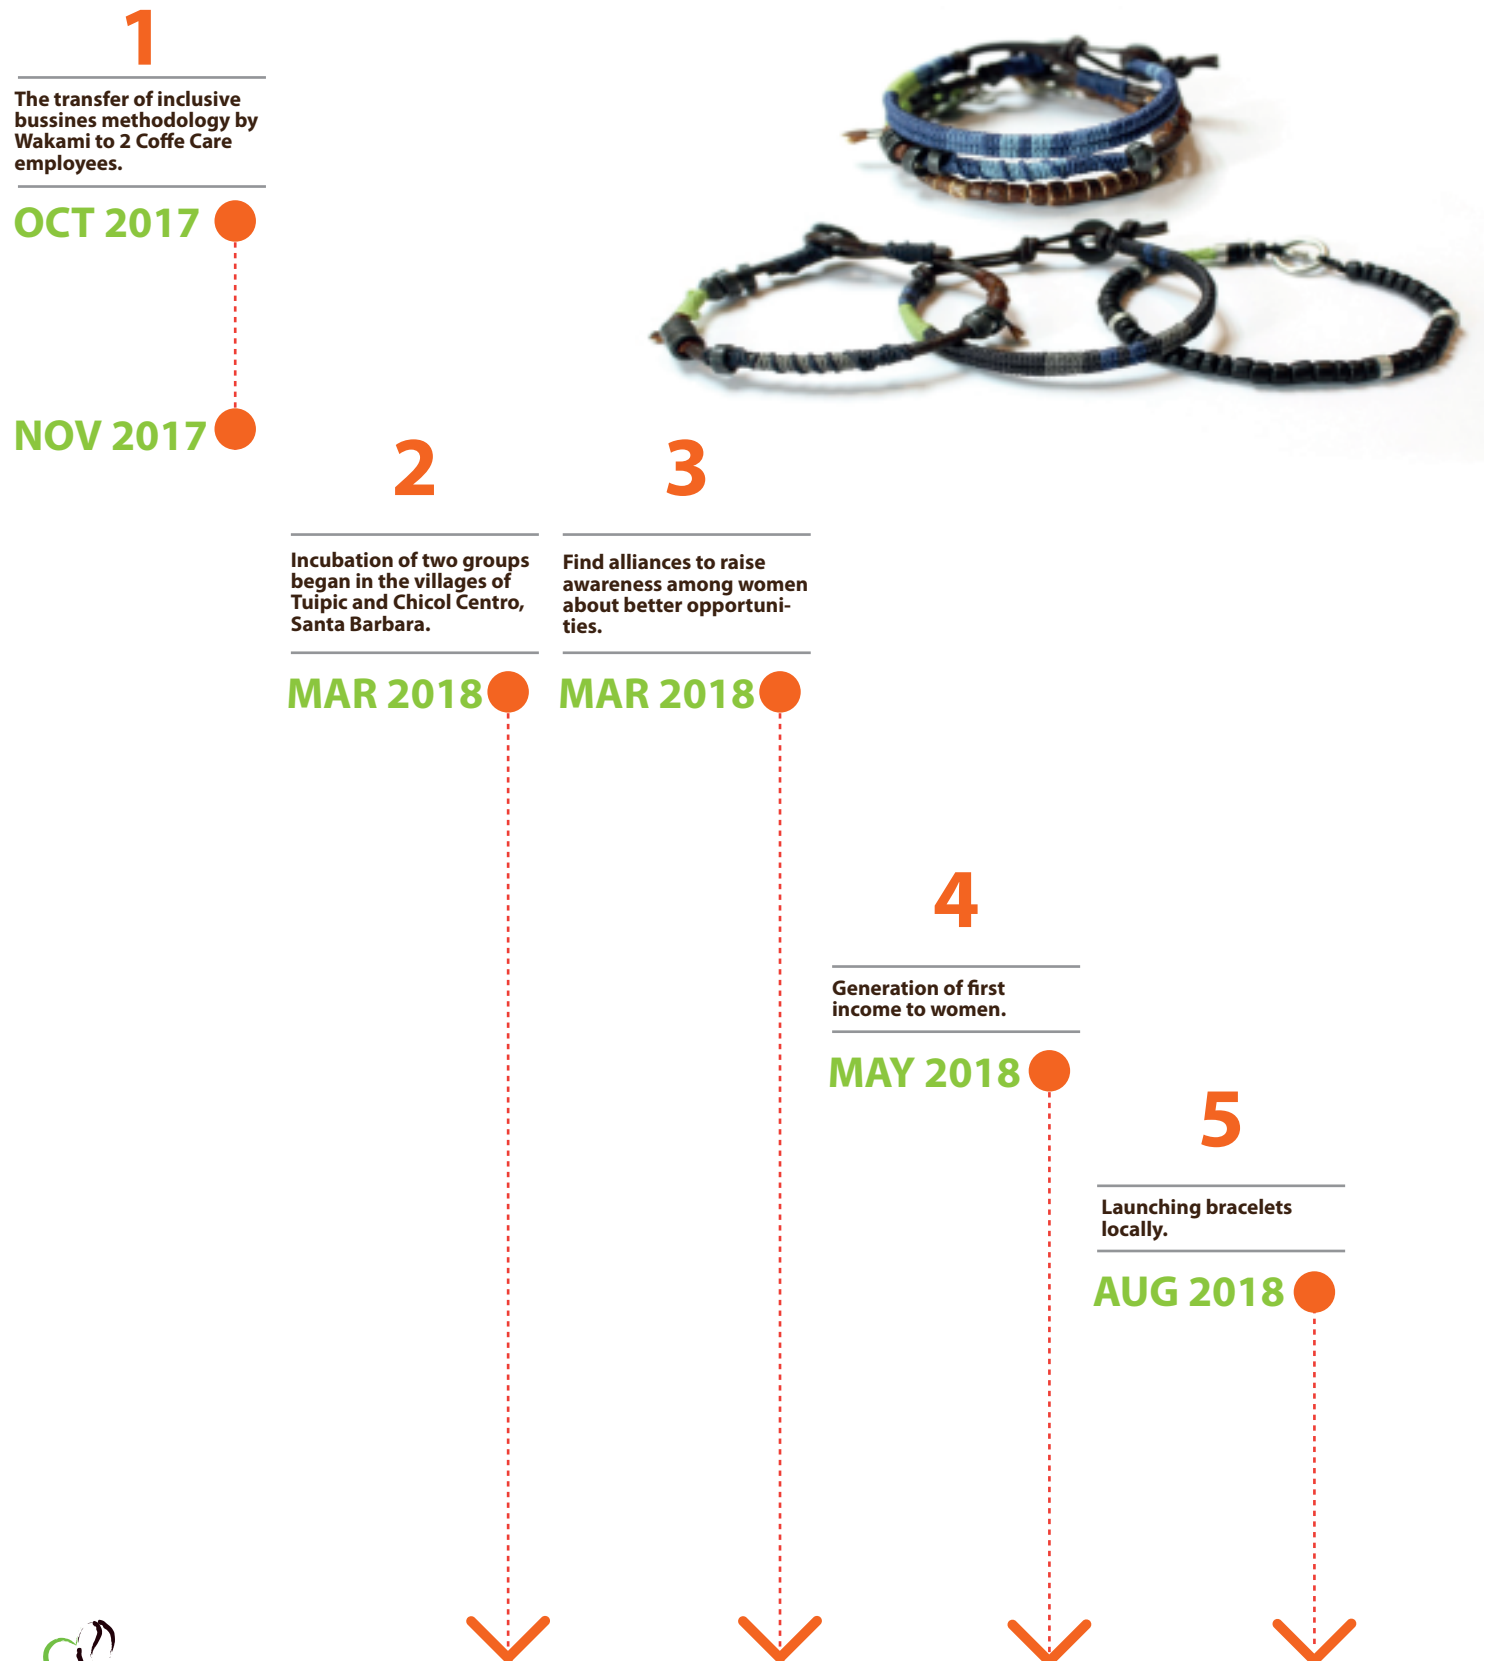 1
The transfer of inclusive
bussines methodology by
Wakami to 2 Coffe Care
employees.
OCT 2017
NOV 2017
2
Incubation of two groups
began in the villages of
Tuipic and Chicol Centro,
Santa Barbara.
MAR 2018
3
Find alliances to raise
awareness among women
about better opportuni-
ties.
MAR 2018
4
Generation of first
income to women.
MAY 2018
5
Launching bracelets
locally.
AUG 2018